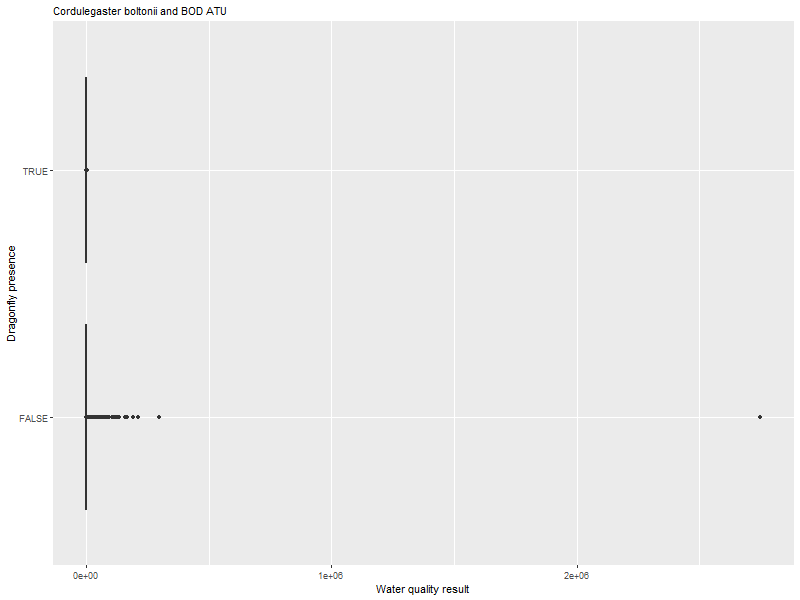 Cordulegaster boltonii and BOD ATU
Dragonfly presence
TRUE
FALSE
0e+00
1e+06
2e+06
Water quality result